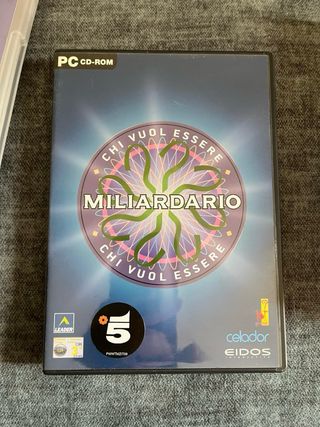 PC CD-ROM
CHI VUOL ESSERE
MILIARDARIO
CHI VUOL ESSERE
5
LEADER
celador
EIDOS